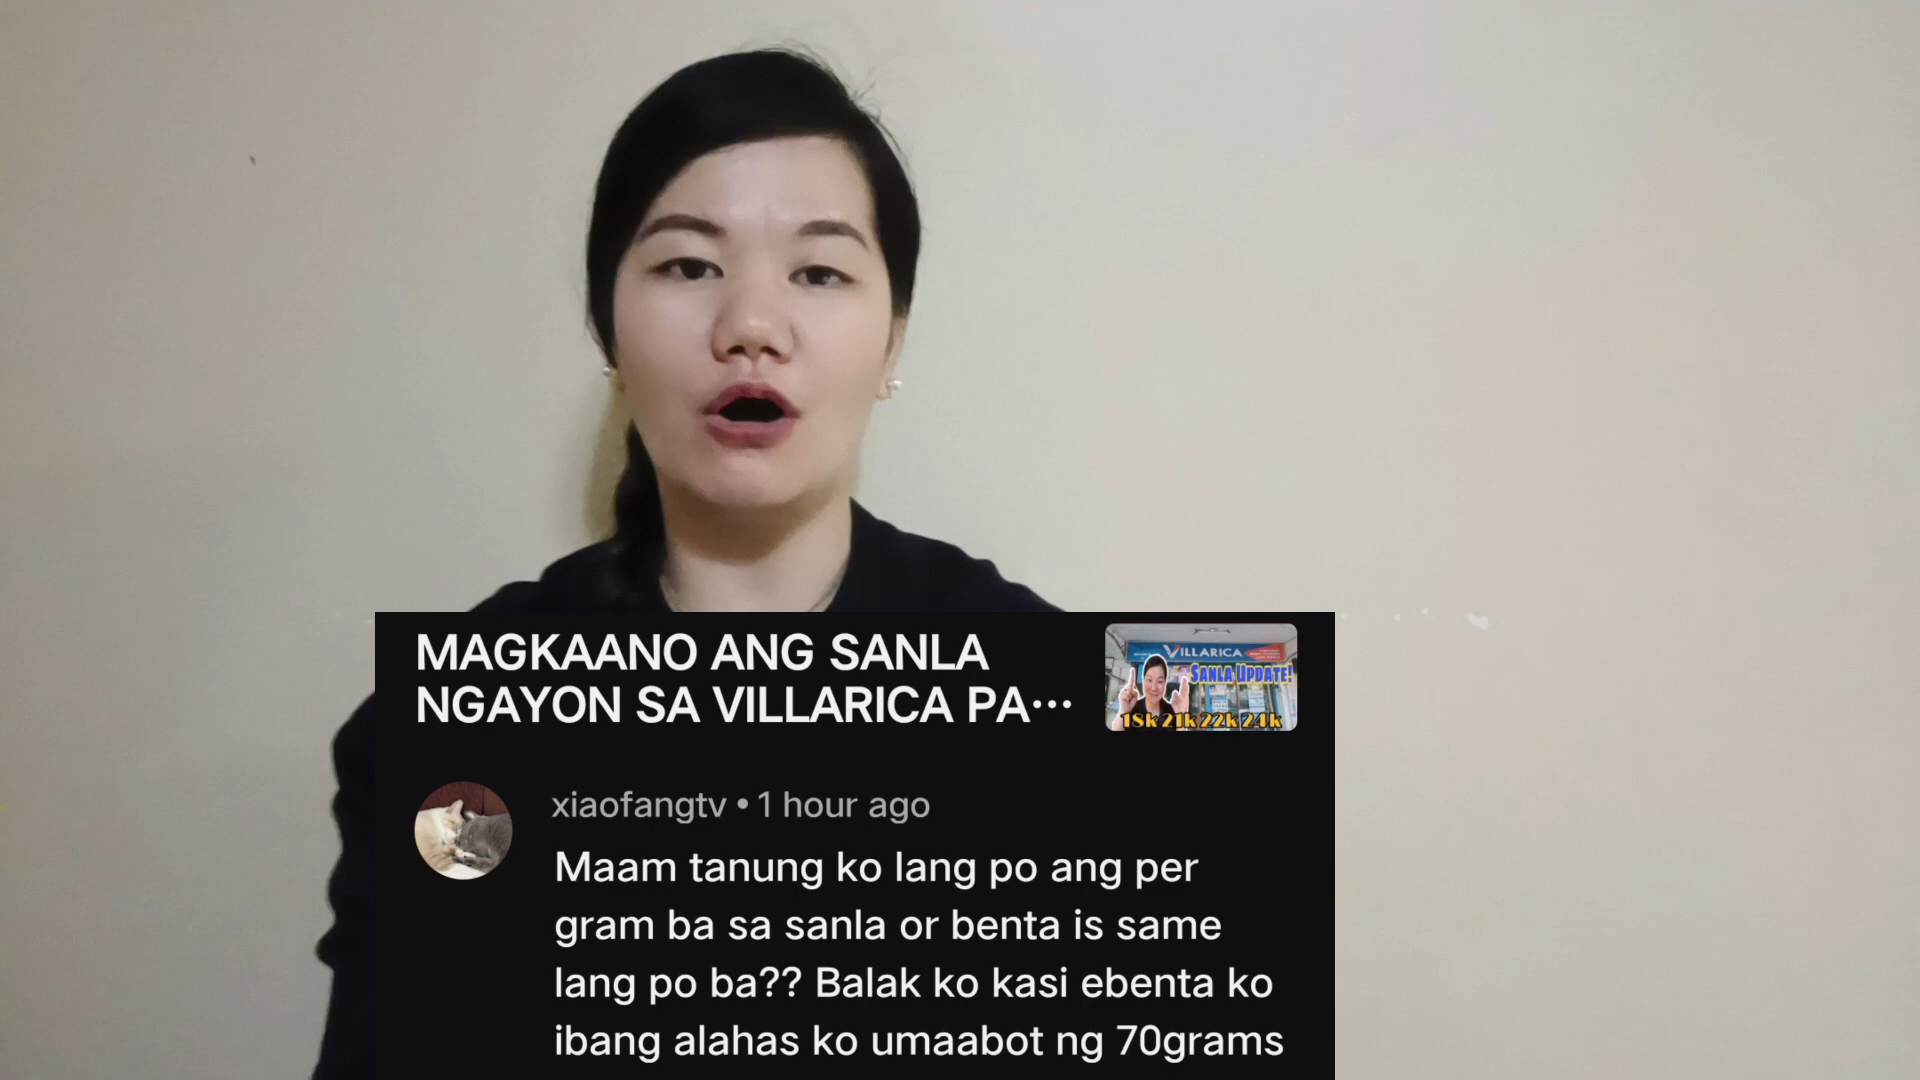 MAGKAANO ANG SANLA
NGAYON SA VILLARICA PA...
VILLARICA
SANLA UPDATE!
18k 21k 22k 24k
xiaofangtv • 1 hour ago
Maam tanung ko lang po ang per
gram ba sa sanla or benta is same
lang po ba?? Balak ko kasi ebenta ko
ibang alahas ko umaabot ng 70grams